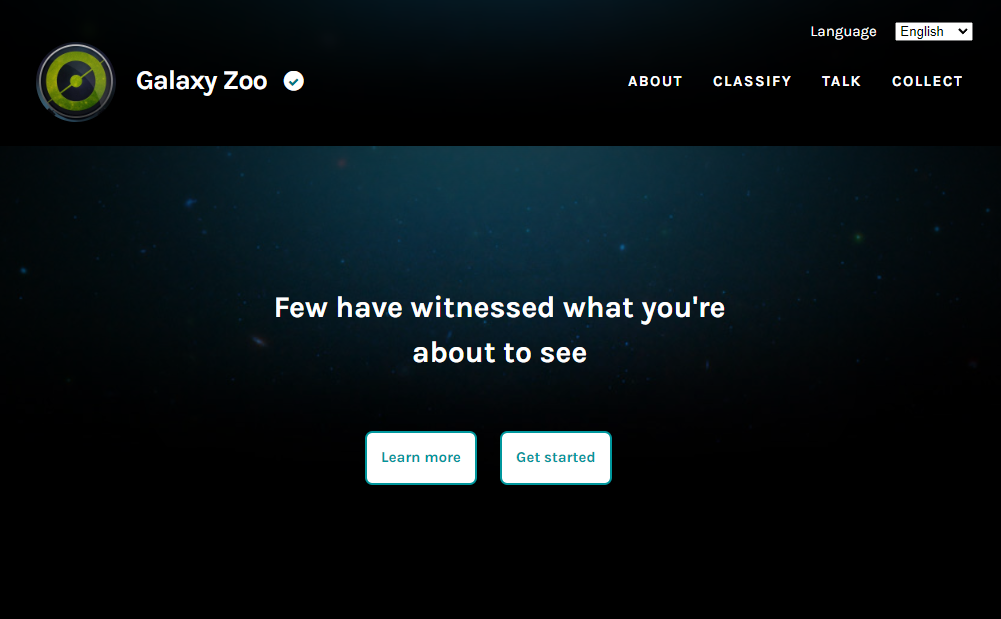 Language English
Galaxy Zoo
ABOUT CLASSIFY TALK COLLECT
Few have witnessed what you're
about to see
Learn more Get started